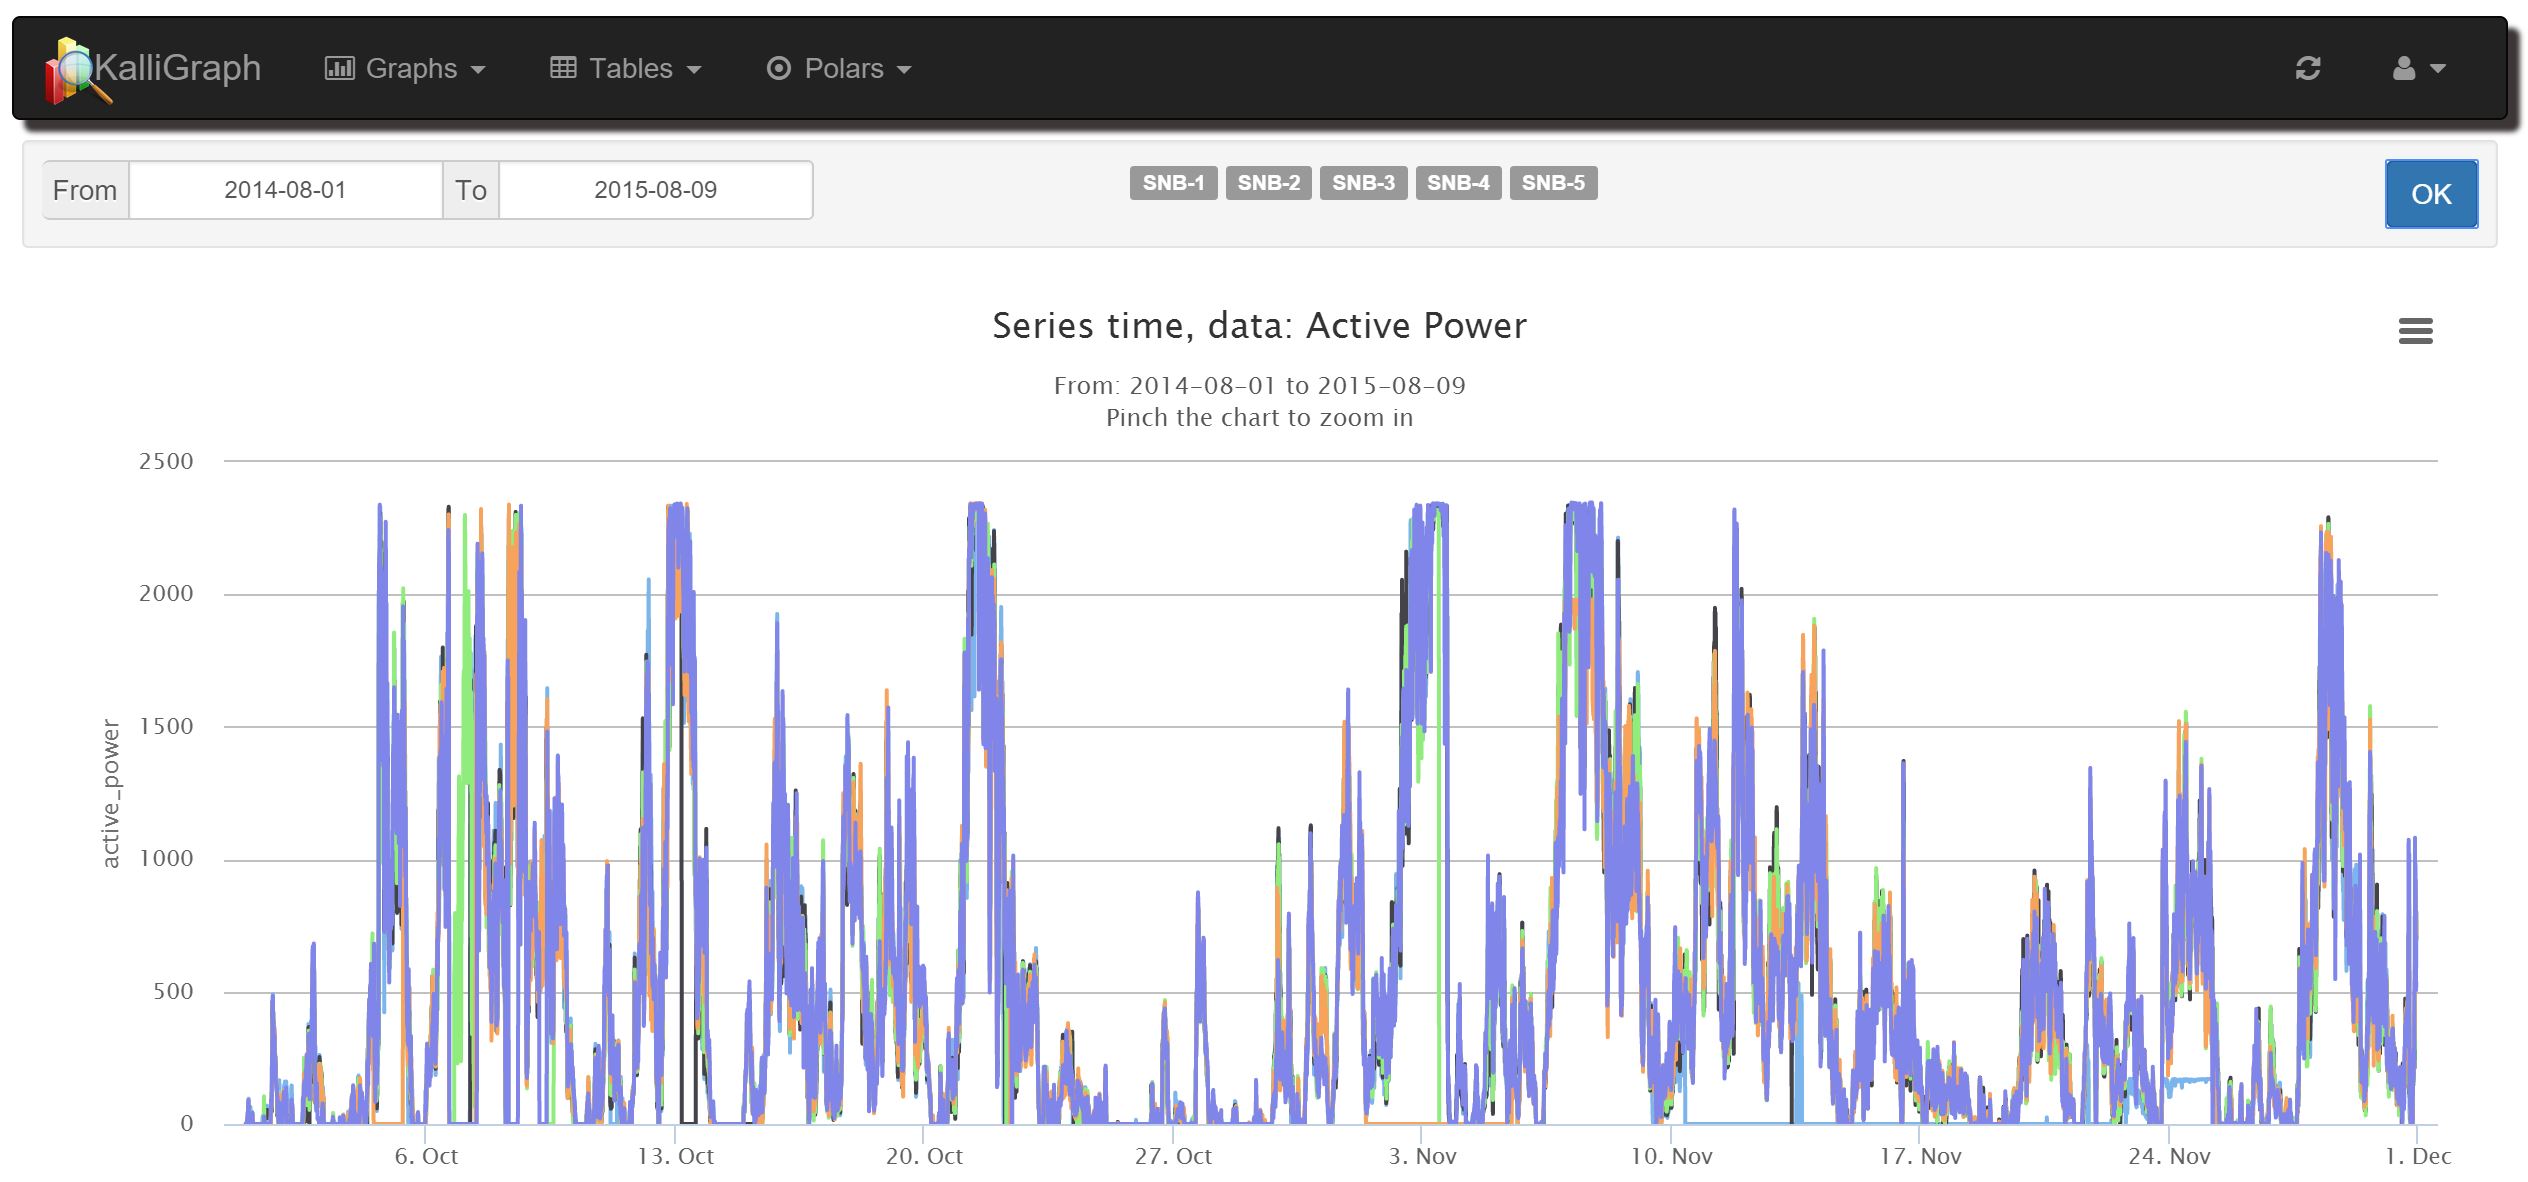 KalliGraph Graphs Tables Polars
From 2014-08-01 To 2015-08-09 SNB-1 SNB-2 SNB-3 SNB-4 SNB-5 OK
Series time, data: Active Power
From: 2014-08-01 to 2015-08-09
Pinch the chart to zoom in
active_power
2500
2000
1500
1000
500
0
6. Oct 13. Oct 20. Oct 27. Oct 3. Nov 10. Nov 17. Nov 24. Nov 1. Dec